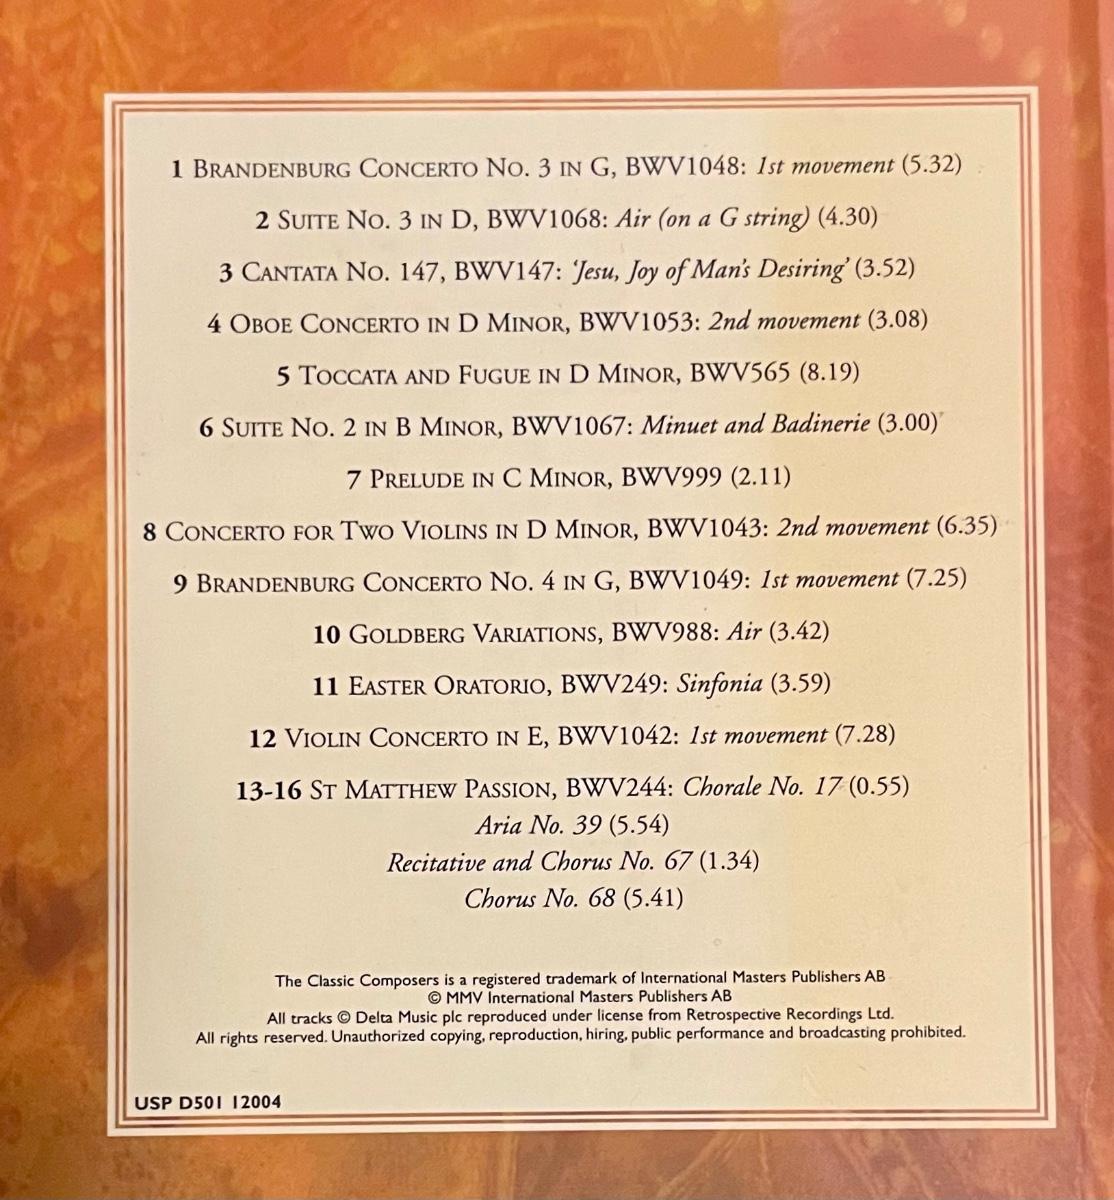 1 BRANDENBURG CONCERTO NO. 3 IN G, BWV1048: 1st movement (5.32)
2 SUITE NO. 3 IN D, BWV1068: Air (on a G string) (4.30)
3 CANTATA NO. 147, BWV147: ‘Jesu, Joy of Man's Desiring’ (3.52)
4 OBOE CONCERTO IN D MINOR, BWV1053: 2nd movement (3.08)
5 TOCCATA AND FUGUE IN D MINOR, BWV565 (8.19)
6 SUITE NO. 2 IN B MINOR, BWV1067: Minuet and Badinerie (3.00)
7 PRELUDE IN C MINOR, BWV999 (2.11)
8 CONCERTO FOR TWO VIOLINS IN D MINOR, BWV1043: 2nd movement (6.35)
9 BRANDENBURG CONCERTO NO. 4 IN G, BWV1049: 1st movement (7.25)
10 GOLDBERG VARIATIONS, BWV988: Air (3.42)
11 EASTER ORATORIO, BWV249: Sinfonia (3.59)
12 VIOLIN CONCERTO IN E, BWV1042: 1st movement (7.28)
13-16 ST MATTHEW PASSION, BWV244: Chorale No. 17 (0.55)
Aria No. 39 (5.54)
Recitative and Chorus No. 67 (1.34)
Chorus No. 68 (5.41)
The Classic Composers is a registered trademark of International Masters Publishers AB
© MMV International Masters Publishers AB
All tracks © Delta Music plc reproduced under license from Retrospective Recordings Ltd.
All rights reserved. Unauthorized copying, reproduction, hiring, public performance and broadcasting prohibited.
USP D501 12004